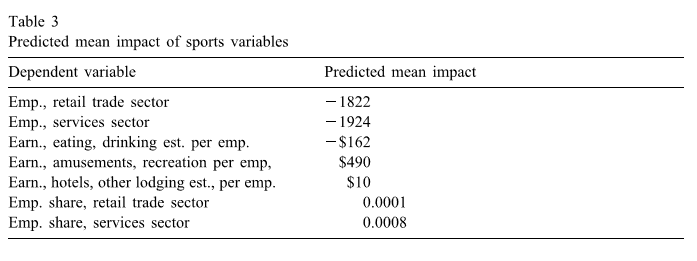 Table 3
Predicted mean impact of sports variables
Dependent variable Predicted mean impact
Emp., retail trade sector −1822
Emp., services sector −1924
Earn., eating, drinking est. per emp. −$162
Earn., amusements, recreation per emp, $490
Earn., hotels, other lodging est., per emp. $10
Emp. share, retail trade sector 0.0001
Emp. share, services sector 0.0008